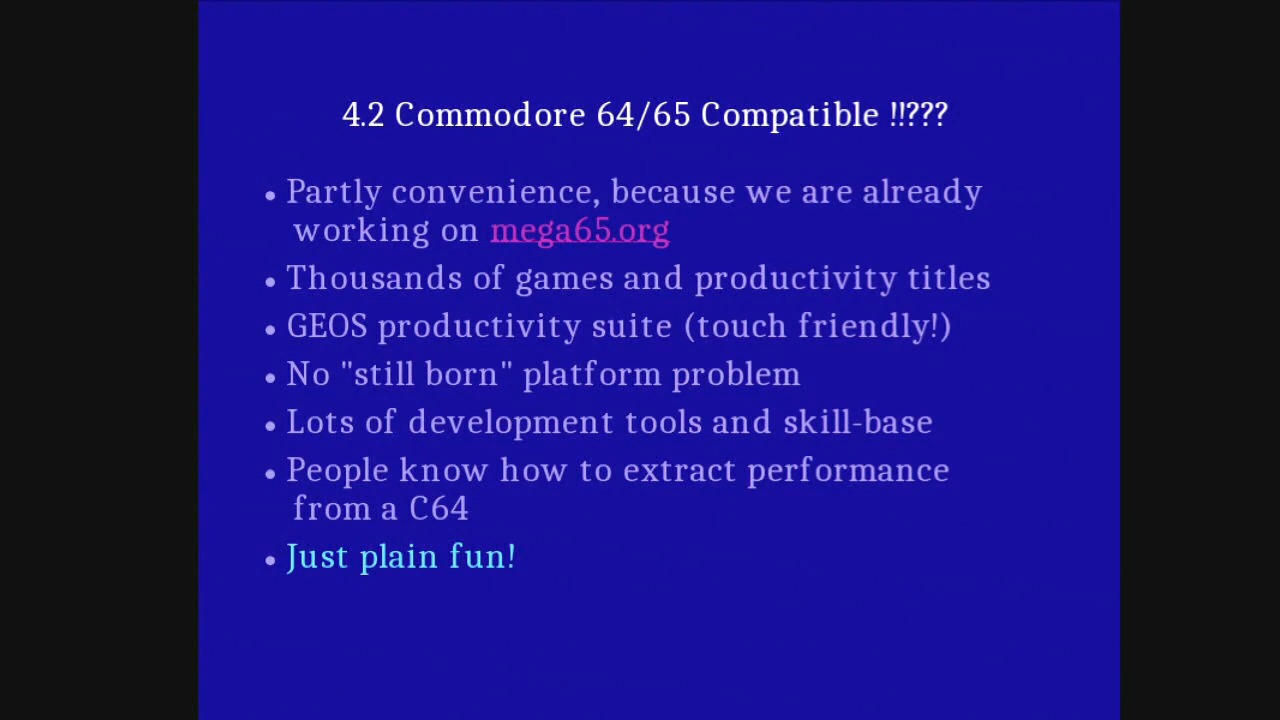 4.2 Commodore 64/65 Compatible !!???
• Partly convenience, because we are already
working on mega65.org
• Thousands of games and productivity titles
• GEOS productivity suite (touch friendly!)
• No "still born" platform problem
• Lots of development tools and skill-base
• People know how to extract performance
from a C64
• Just plain fun!